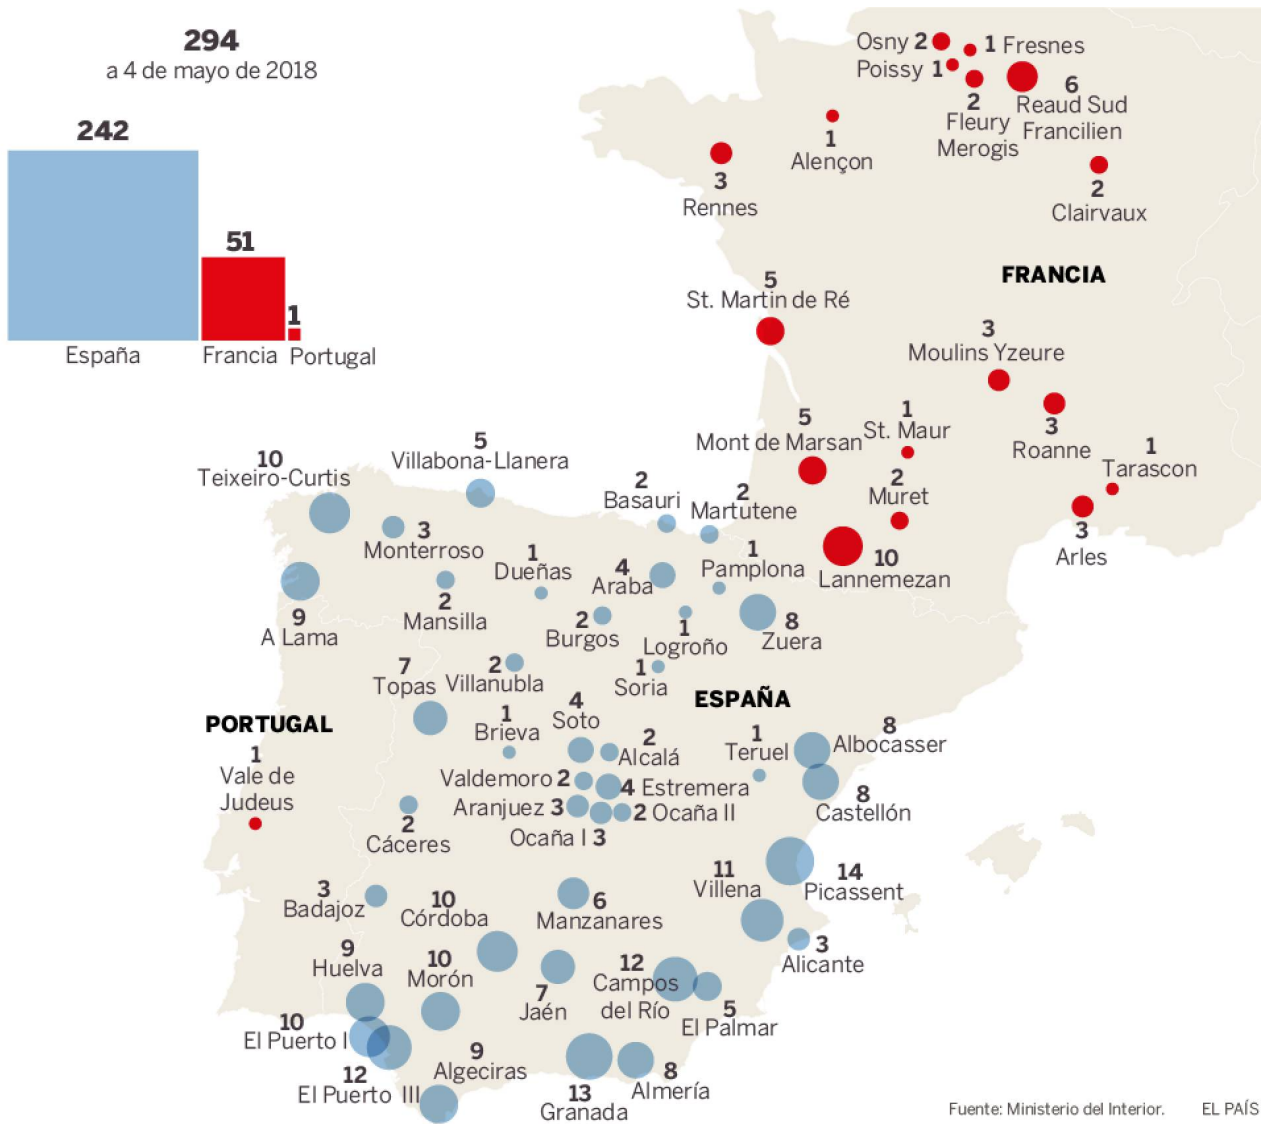 294
a 4 de mayo de 2018
242
51
1
España
Francia
Portugal
Osny 2
1 Fresnes
Poissy 1
2
Fleury
Merogis
6
Reaud Sud
Francilien
1
Alençon
3
Rennes
2
Clairvaux
FRANCIA
5
St. Martin de Ré
3
Moulins Yzeure
3
Roanne
5
Mont de Marsan
1
St. Maur
2
Muret
1
Tarascon
3
Arles
10
Lannemezan
10
Teixeiro-Curtis
5
Villabona-Llanera
2
Basauri
2
Martutene
3
Monterroso
1
Dueñas
4
Araba
1
Pamplona
9
A Lama
2
Mansilla
2
Burgos
1
Logroño
8
Zuera
7
Topas
2
Villanubla
1
Soria
ESPAÑA
PORTUGAL
1
Vale de
Judeus
1
Brieva
4
Soto
2
Alcalá
1
Teruel
8
Albocasser
Valdemoro 2
4 Estremera
Aranjuez 3
2 Ocaña II
Ocaña I 3
8
Castellón
2
Cáceres
3
Badajoz
10
Córdoba
6
Manzanares
11
Villena
14
Picassent
3
Alicante
9
Huelva
10
Morón
7
Jaén
12
Campos
del Río
5
El Palmar
10
El Puerto I
12
El Puerto III
9
Algeciras
13
Granada
8
Almería
Fuente: Ministerio del Interior.
EL PAÍS